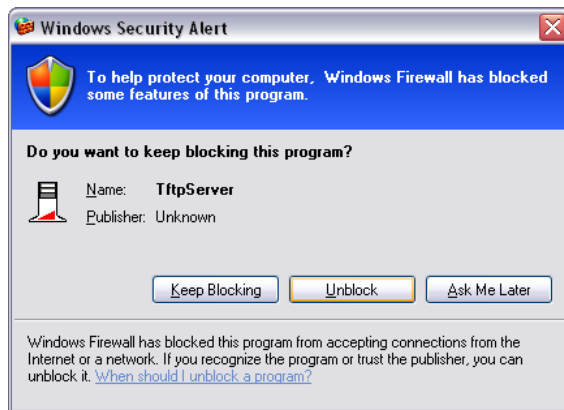 Windows Security Alert
To help protect your computer, Windows Firewall has blocked
some features of this program.
Do you want to keep blocking this program?
Name: TftpServer
Publisher: Unknown
Keep Blocking Unblock Ask Me Later
Windows Firewall has blocked this program from accepting connections from the
Internet or a network. If you recognize the program or trust the publisher, you can
unblock it. When should I unblock a program?